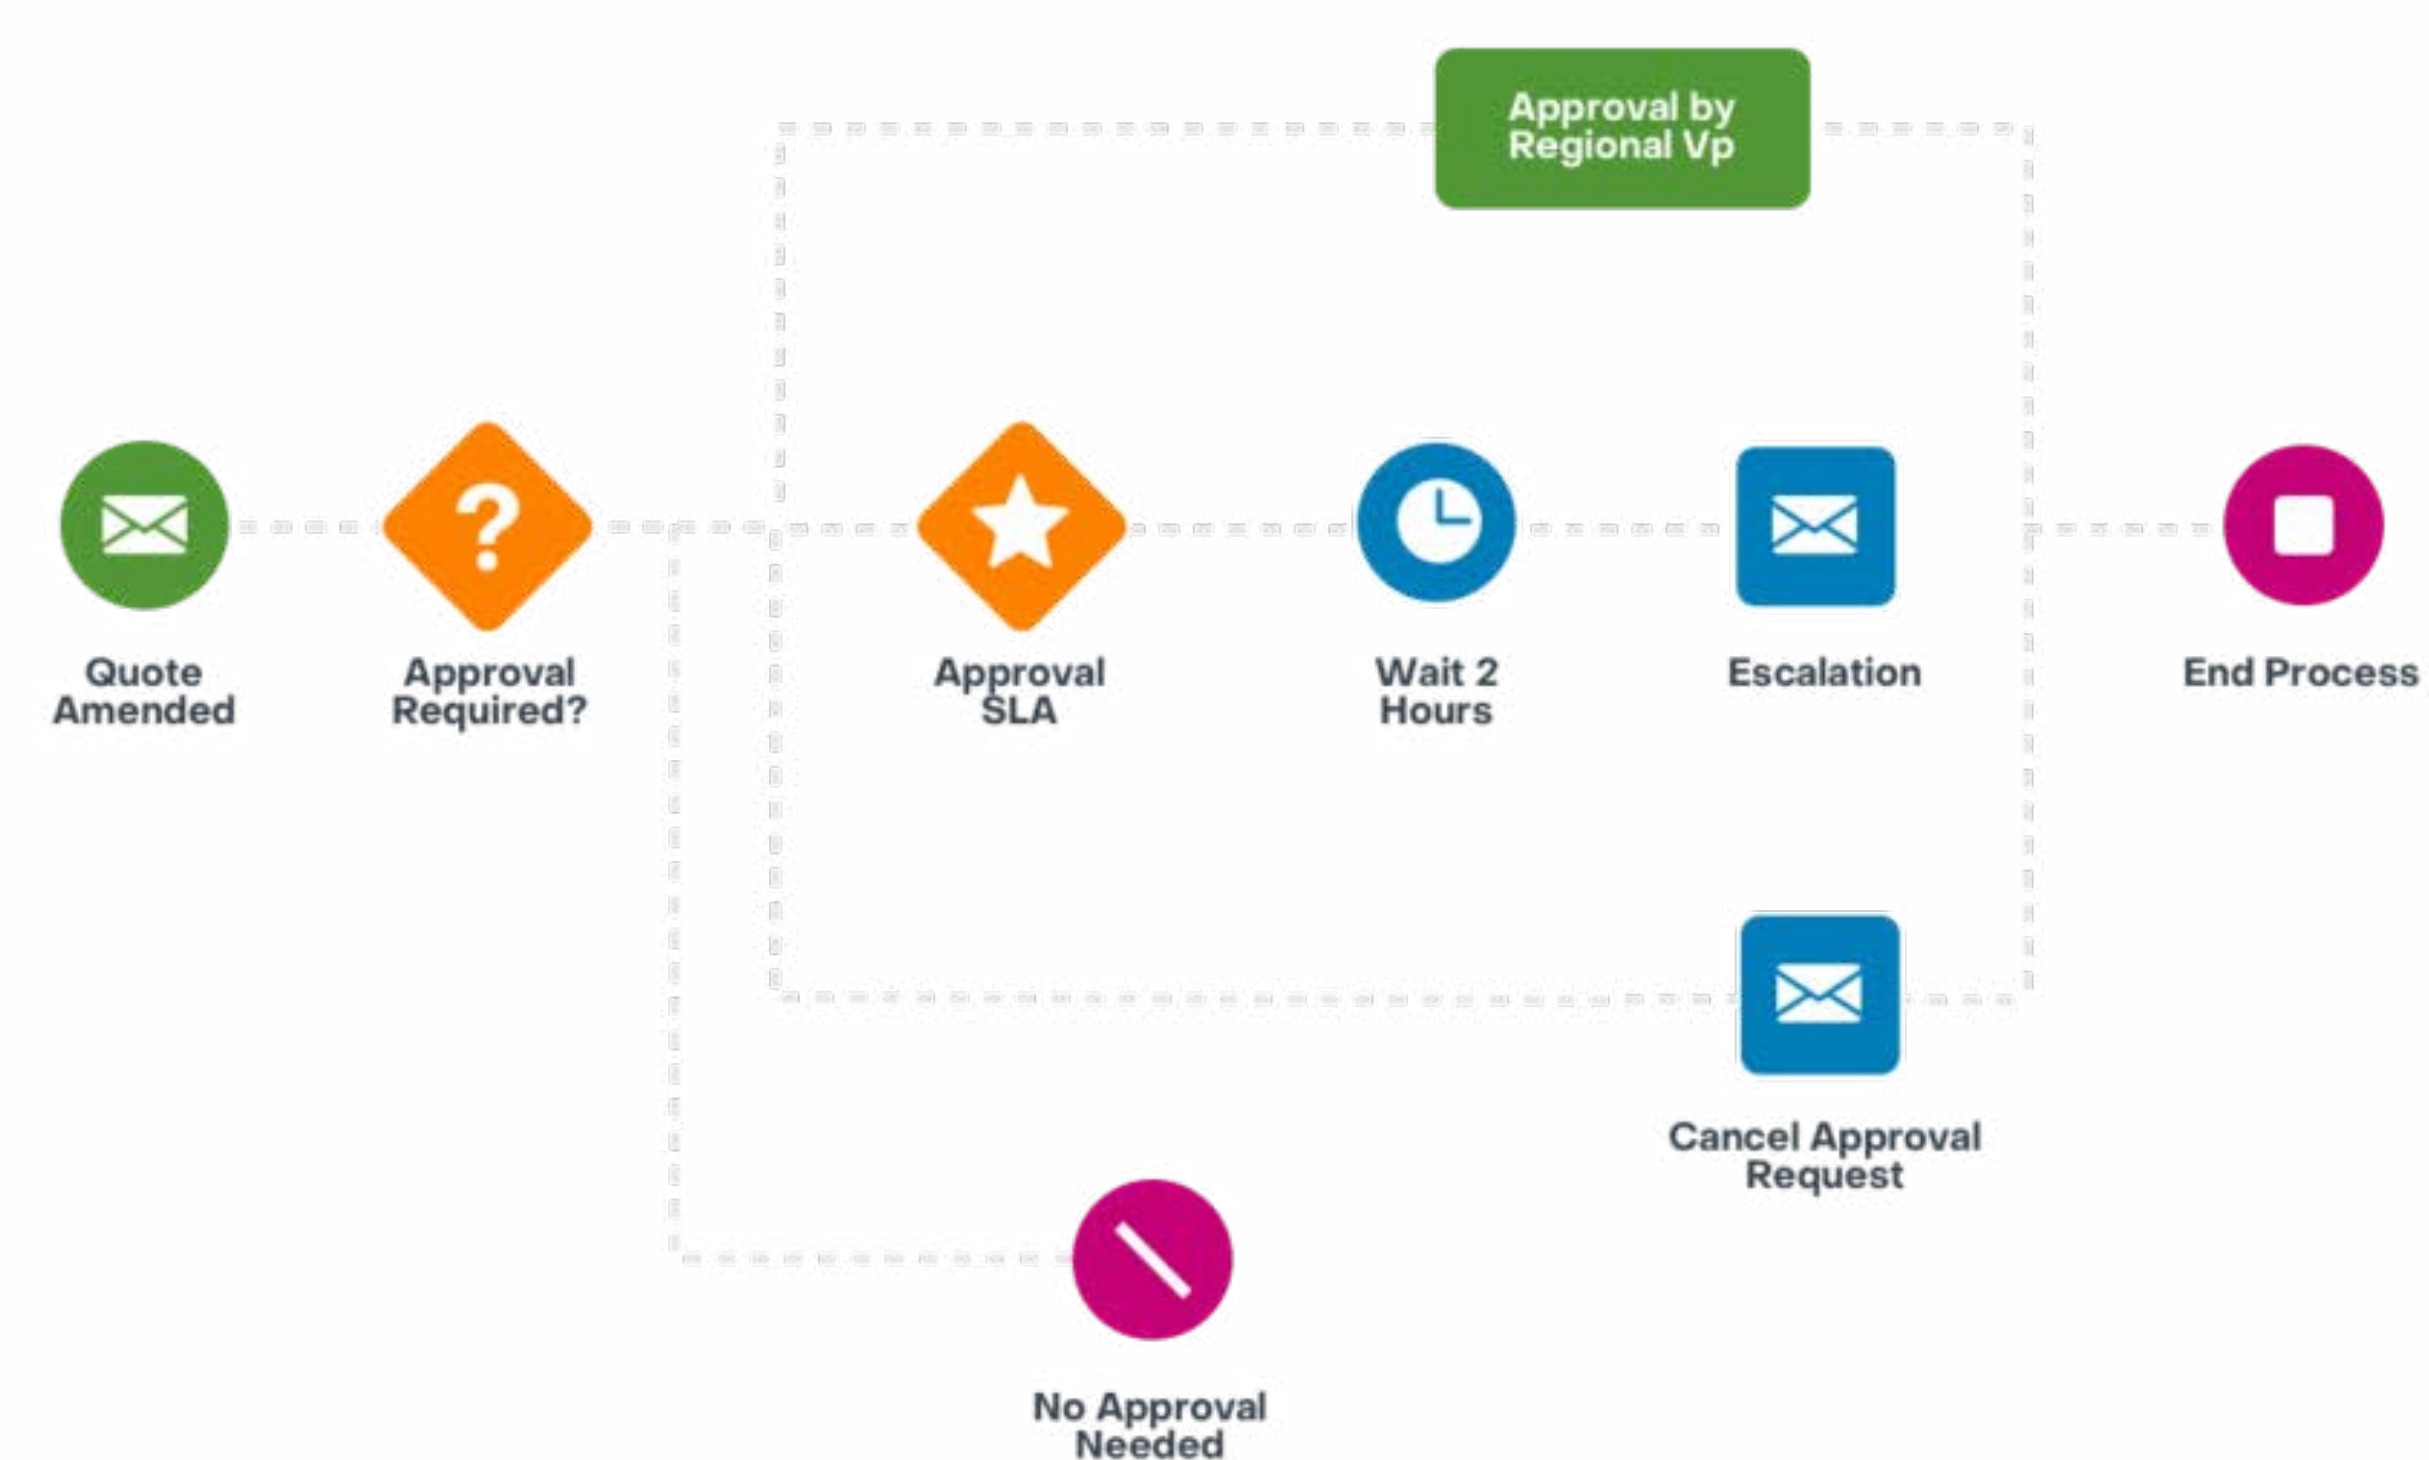 Approval by
Regional Vp
Quote
Amended
Approval
Required?
Approval
SLA
Wait 2
Hours
Escalation
End Process
Cancel Approval
Request
No Approval
Needed